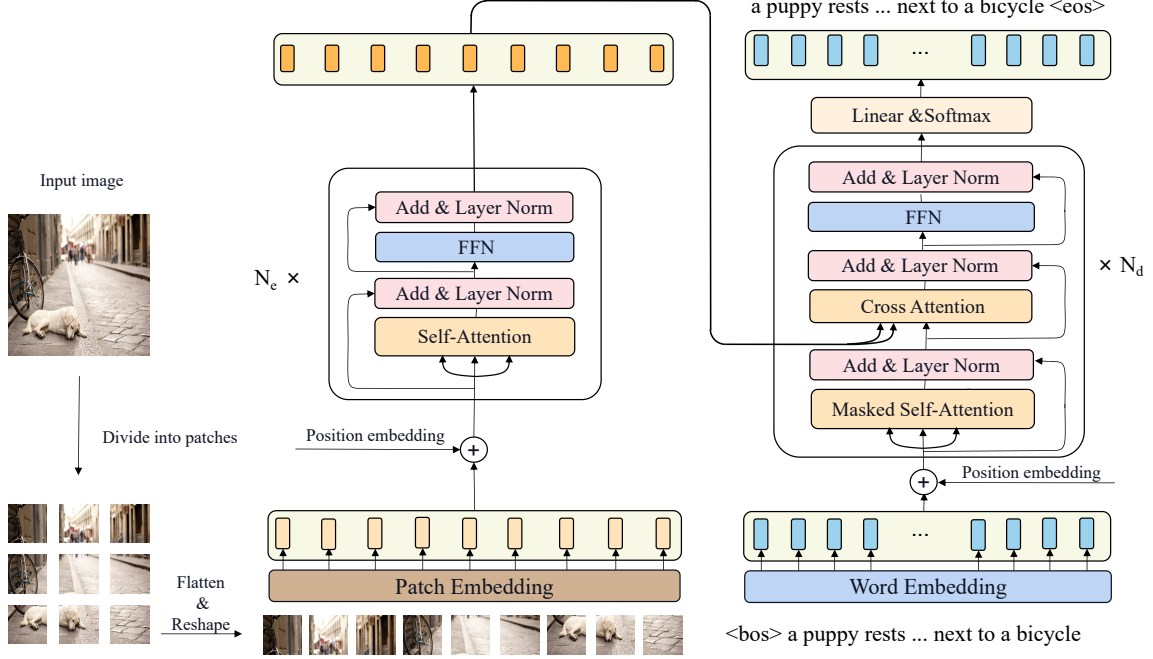 a puppy rests ... next to a bicycle <eos>
...
Linear &Softmax
Input image
Add & Layer Norm
FFN
Add & Layer Norm
Self-Attention
Ne ×
Add & Layer Norm
FFN
Add & Layer Norm
Cross Attention
Add & Layer Norm
Masked Self-Attention
× Nd
Divide into patches
Position embedding
+
Position embedding
+
...
Flatten
&
Reshape
Patch Embedding
Word Embedding
<bos> a puppy rests ... next to a bicycle